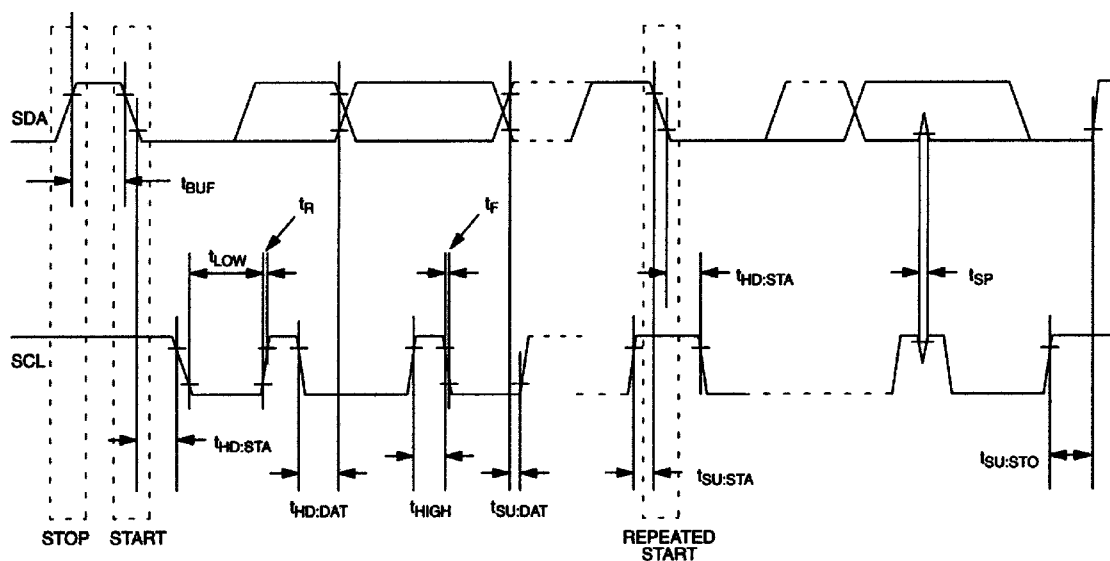 SDA
tBUF
tR
tF
tLOW
tHD:STA
tSP
SCL
tHD:STA
tSU:STA
tSU:STO
tHD:DAT
tHIGH
tSU:DAT
STOP
START
REPEATED
START